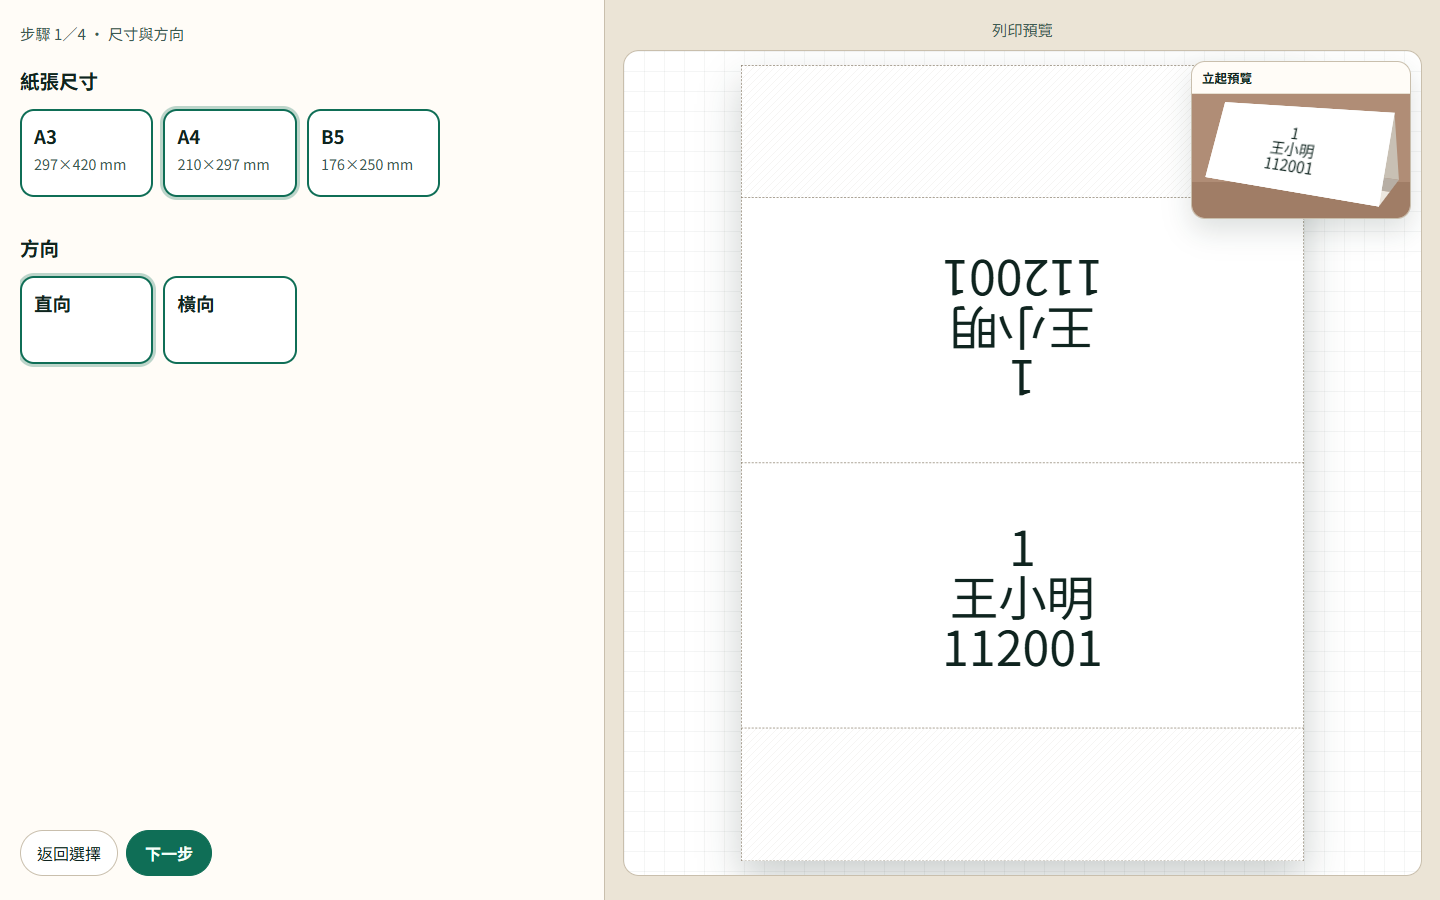 步驟 1／4 · 尺寸與方向
紙張尺寸
A3
297×420 mm
A4
210×297 mm
B5
176×250 mm
方向
直向
橫向
返回選擇
下一步
列印預覽
立起預覽
1
王小明
112001
1
王小明
112001
1
王小明
112001